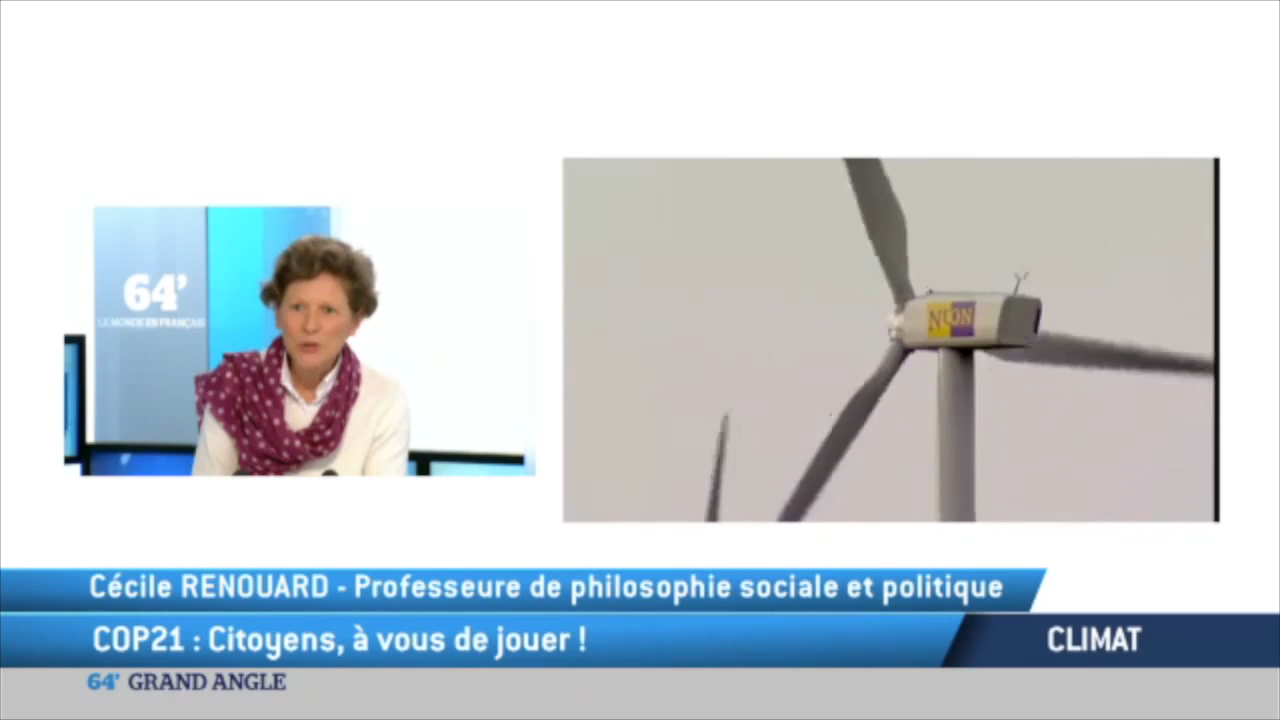 64'
LE MONDE EN FRANÇAIS
NUON
Cécile RENOUARD - Professeure de philosophie sociale et politique
COP21 : Citoyens, à vous de jouer !
CLIMAT
64' GRAND ANGLE